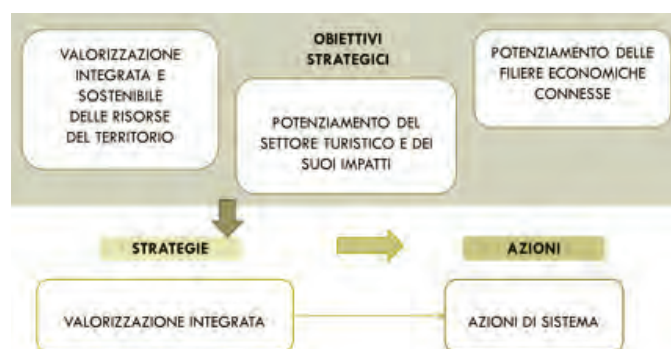 VALORIZZAZIONE
INTEGRATA E
SOSTENIBILE
DELLE RISORSE
DEL TERRITORIO
OBIETTIVI
STRATEGICI
POTENZIAMENTO DEL
SETTORE TURISTICO E DEI
SUOI IMPATTI
POTENZIAMENTO DELLE
FILIERE ECONOMICHE
CONNESSE
STRATEGIE
AZIONI
VALORIZZAZIONE INTEGRATA
AZIONI DI SISTEMA